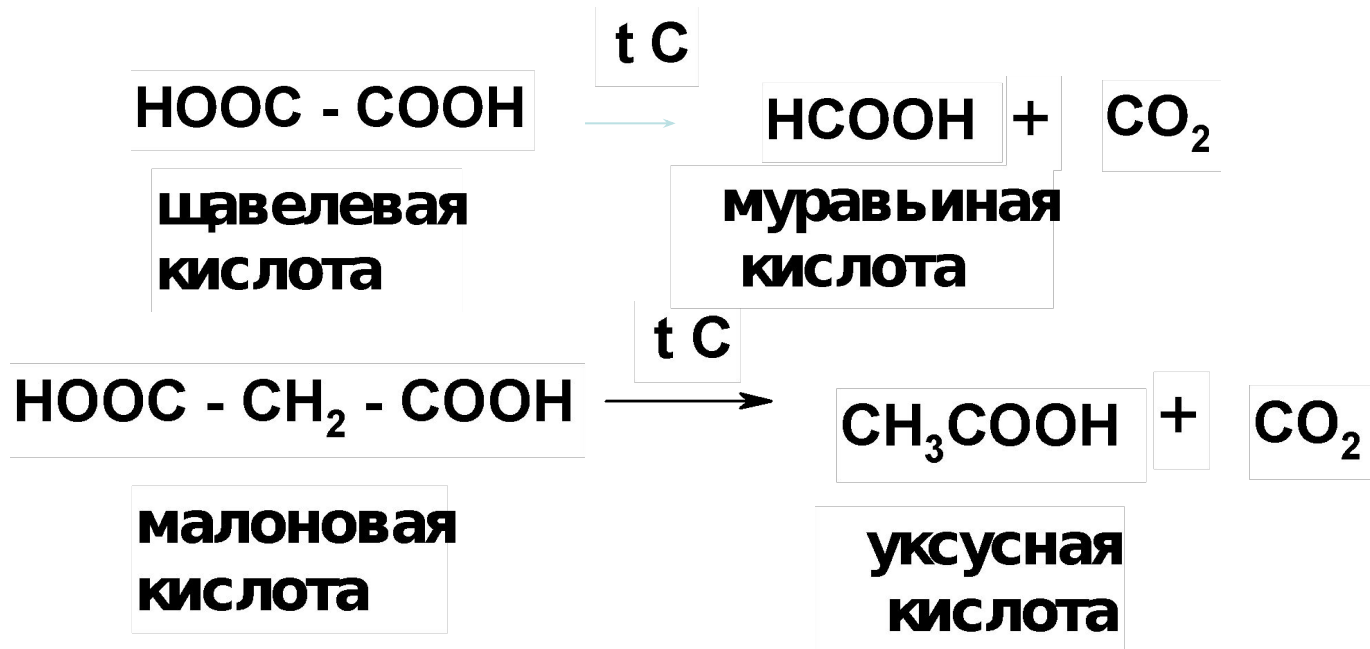 t C
HOOC - COOH
HCOOH + CO₂
щавелевая
кислота
муравьиная
кислота
t C
HOOC - CH₂ - COOH
CH₃COOH + CO₂
малоновая
кислота
уксусная
кислота